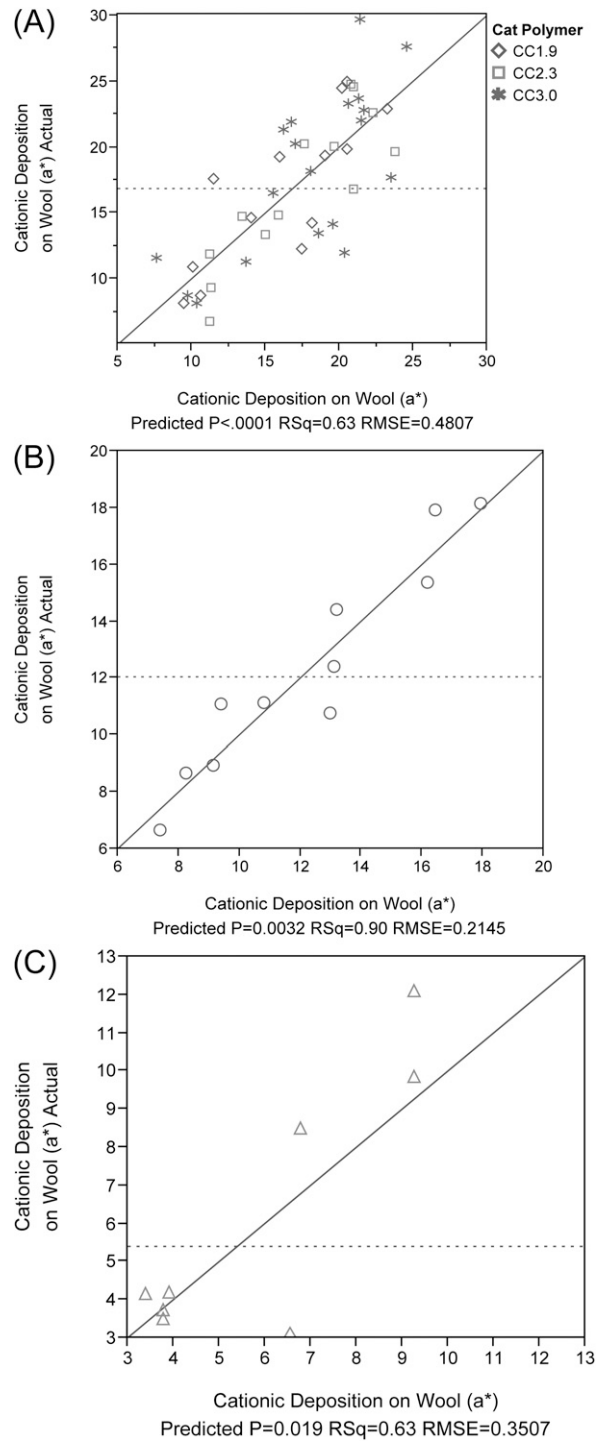 (A)
Cationic Deposition
on Wool (a*) Actual
30
25
20
15
10
5
10
15
20
25
30
Cat Polymer
CC1.9
CC2.3
CC3.0
Cationic Deposition on Wool (a*)
Predicted P<.0001 RSq=0.63 RMSE=0.4807
(B)
Cationic Deposition
on Wool (a*) Actual
20
18
16
14
12
10
8
6
6
8
10
12
14
16
18
20
Cationic Deposition on Wool (a*)
Predicted P=0.0032 RSq=0.90 RMSE=0.2145
(C)
Cationic Deposition
on Wool (a*) Actual
13
12
11
10
9
8
7
6
5
4
3
3
4
5
6
7
8
9
10
11
12
13
Cationic Deposition on Wool (a*)
Predicted P=0.019 RSq=0.63 RMSE=0.3507